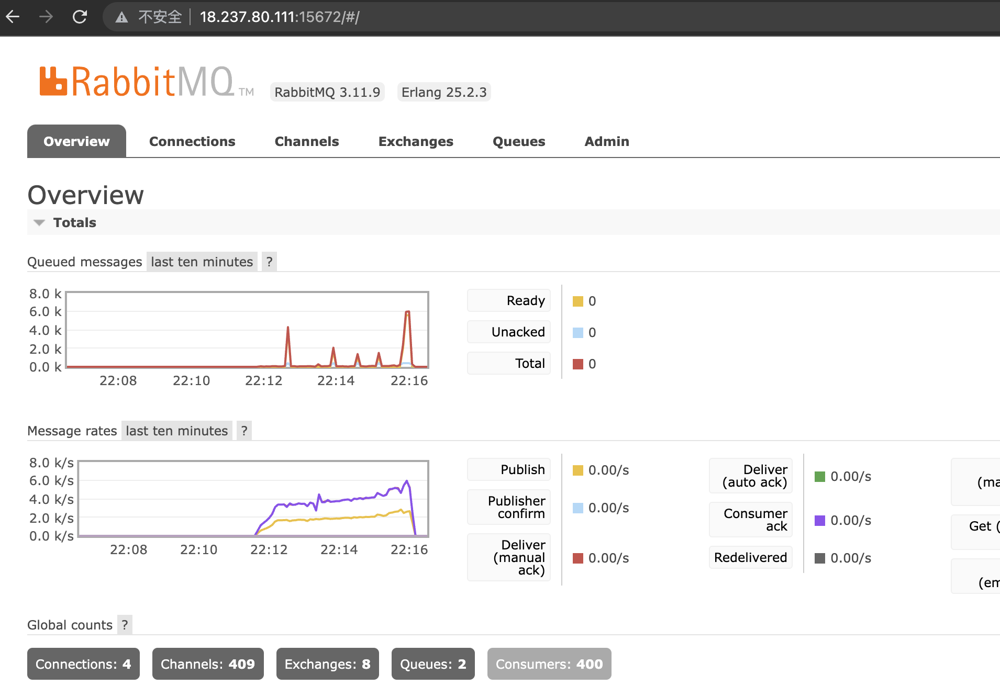 不安全 18.237.80.111:15672/#/
RabbitMQ TM RabbitMQ 3.11.9 Erlang 25.2.3
Overview Connections Channels Exchanges Queues Admin
Overview
Totals
Queued messages last ten minutes ?
8.0 k
6.0 k
4.0 k
2.0 k
0.0 k
22:08 22:10 22:12 22:14 22:16
Ready 0
Unacked 0
Total 0
Message rates last ten minutes ?
8.0 k/s
6.0 k/s
4.0 k/s
2.0 k/s
0.0 k/s
22:08 22:10 22:12 22:14 22:16
Publish 0.00/s
Publisher
confirm 0.00/s
Deliver
(manual
ack) 0.00/s
Deliver
(auto ack) 0.00/s
Consumer
ack 0.00/s
Redelivered 0.00/s
(ma
Get (
(em
Global counts ?
Connections: 4 Channels: 409 Exchanges: 8 Queues: 2 Consumers: 400